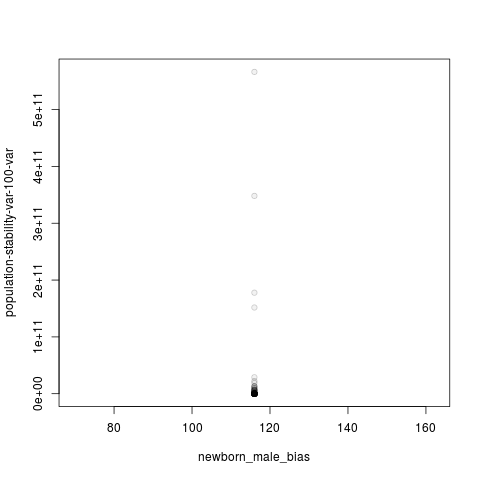 population-stability-var-100-var
5e+11
4e+11
3e+11
2e+11
1e+11
0e+00
80 100 120 140 160
newborn_male_bias